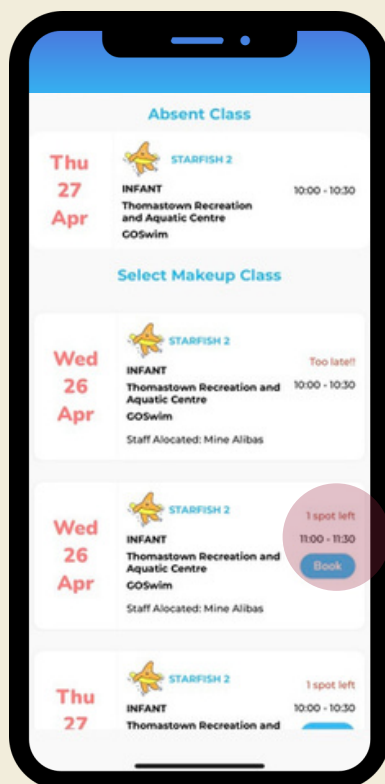 Absent Class
Thu
27
Apr
STARFISH 2
INFANT
10:00 - 10:30
Thomastown Recreation
and Aquatic Centre
GOSwim
Select Makeup Class
Wed
26
Apr
STARFISH 2
Too late!!
INFANT
Thomastown Recreation and
10:00 - 10:30
Aquatic Centre
GOSwim
Staff Alocated: Mine Alibas
Wed
26
Apr
STARFISH 2
1 spot left
INFANT
11:00 - 11:30
Thomastown Recreation and
Aquatic Centre
Book
GOSwim
Staff Alocated: Mine Alibas
Thu
27
STARFISH 2
1 spot left
INFANT
10:00 - 10:30
Thomastown Recreation and